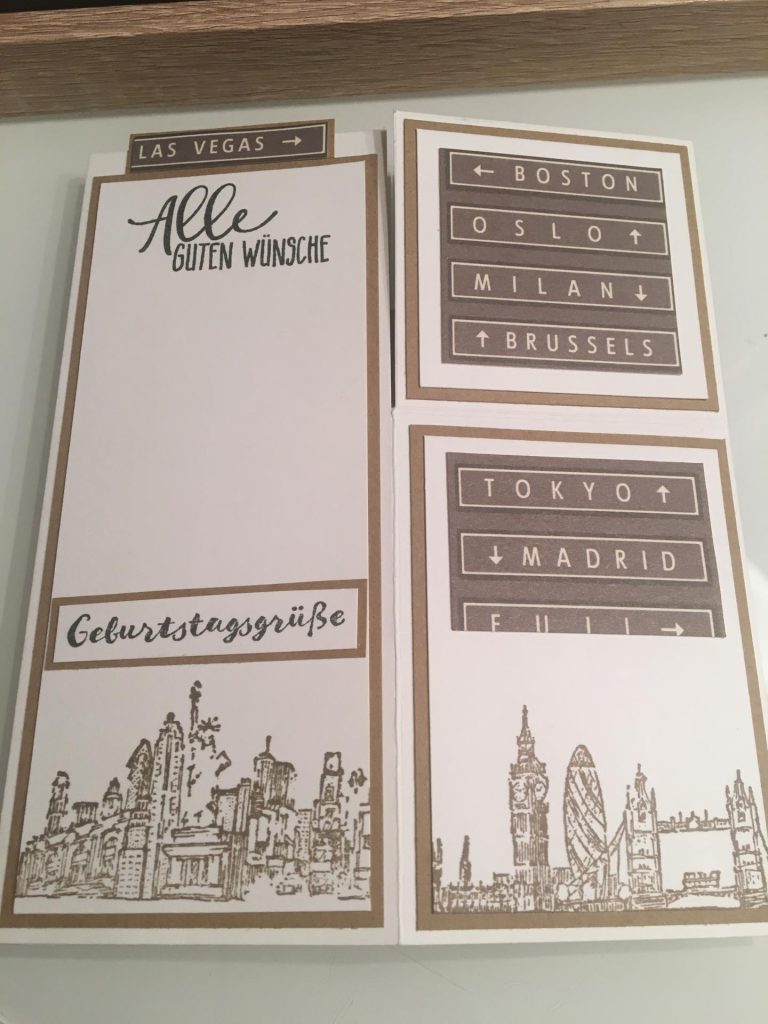 LAS VEGAS →
Alle
GUTEN WÜNSCHE
Geburtstagsgrüße
← BOSTON
OSLO ↑
MILAN ↓
↑ BRUSSELS
TOKYO ↑
↓ MADRID